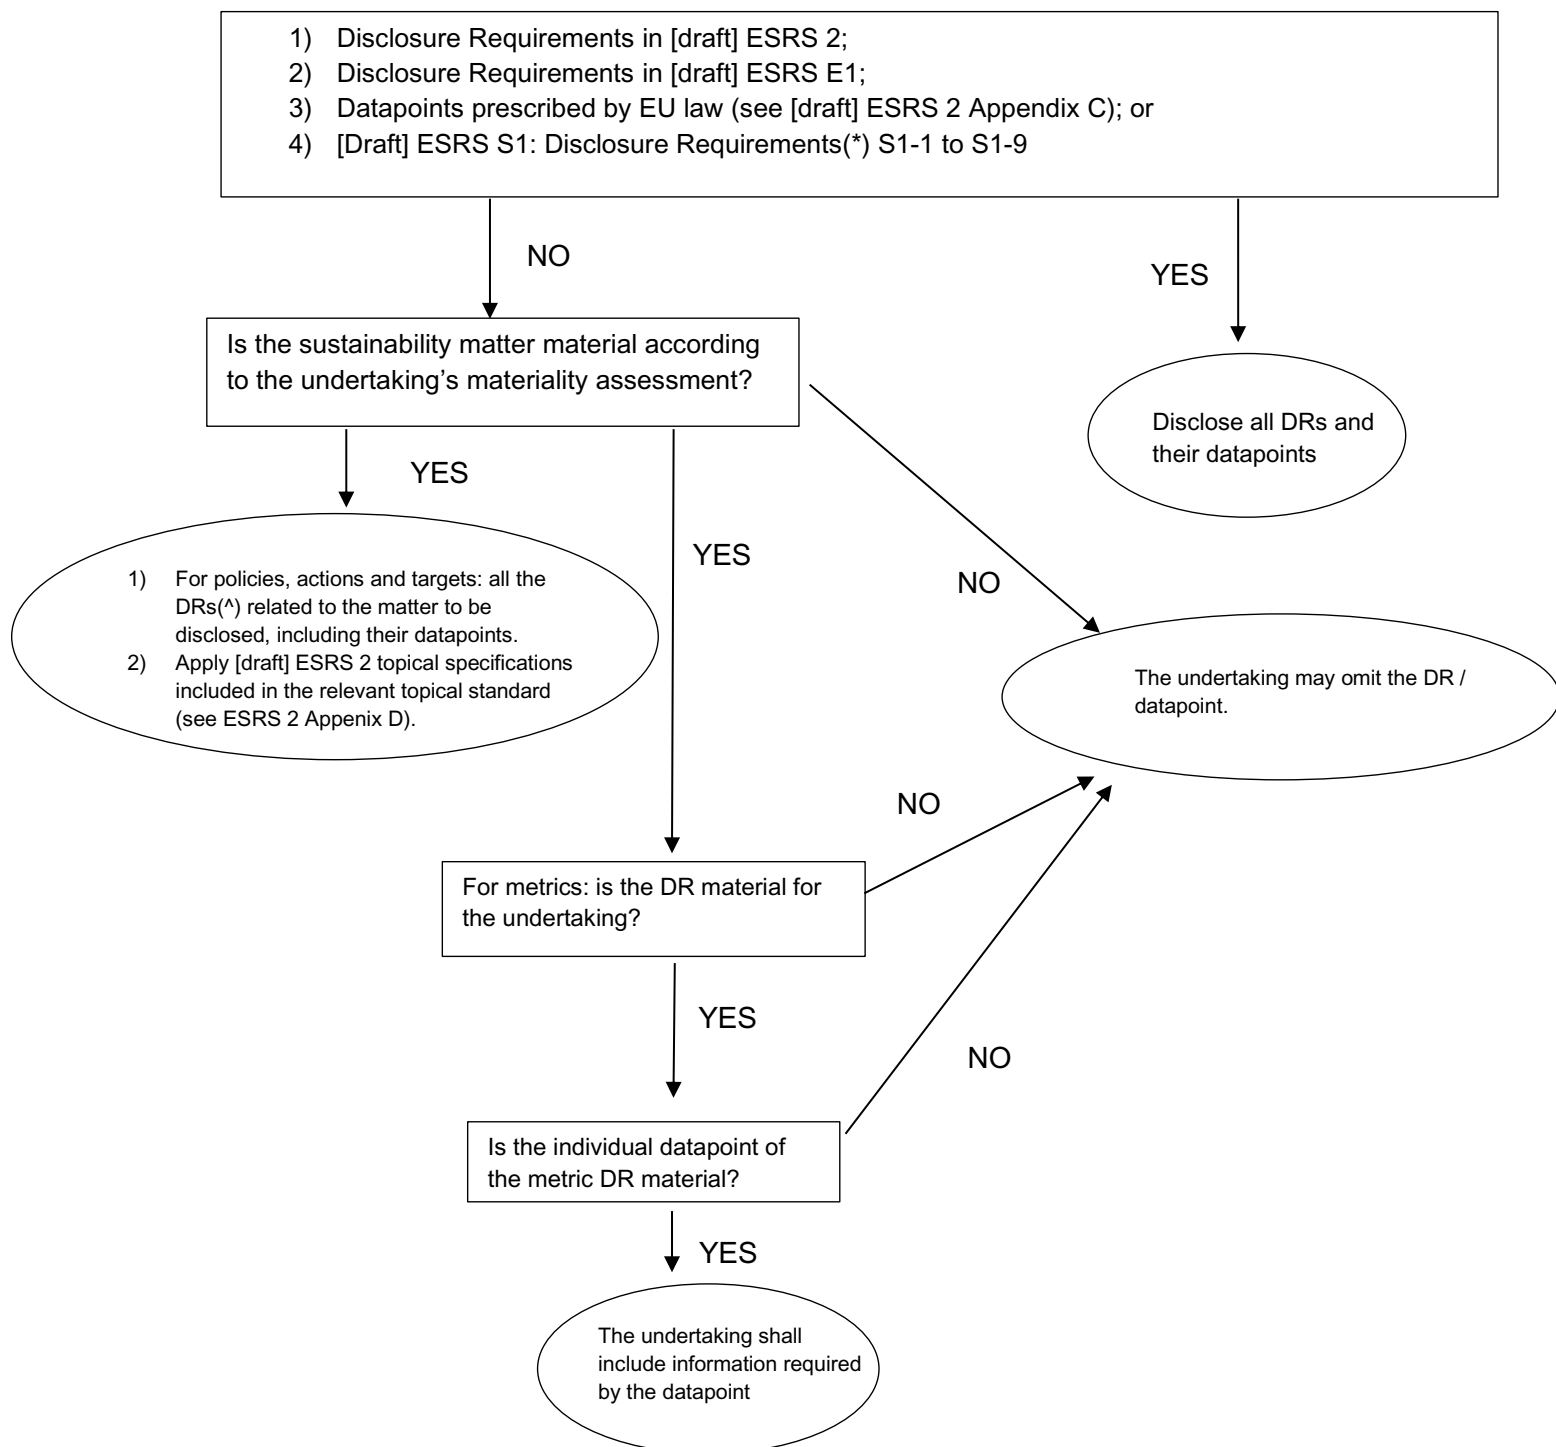 1) Disclosure Requirements in [draft] ESRS 2;
2) Disclosure Requirements in [draft] ESRS E1;
3) Datapoints prescribed by EU law (see [draft] ESRS 2 Appendix C); or
4) [Draft] ESRS S1: Disclosure Requirements(*) S1-1 to S1-9
NO
YES
Is the sustainability matter material according
to the undertaking’s materiality assessment?
Disclose all DRs and
their datapoints
YES
YES
NO
1) For policies, actions and targets: all the
DRs(^) related to the matter to be
disclosed, including their datapoints.
2) Apply [draft] ESRS 2 topical specifications
included in the relevant topical standard
(see ESRS 2 Appenix D).
The undertaking may omit the DR /
datapoint.
NO
For metrics: is the DR material for
the undertaking?
YES
NO
Is the individual datapoint of
the metric DR material?
YES
The undertaking shall
include information required
by the datapoint